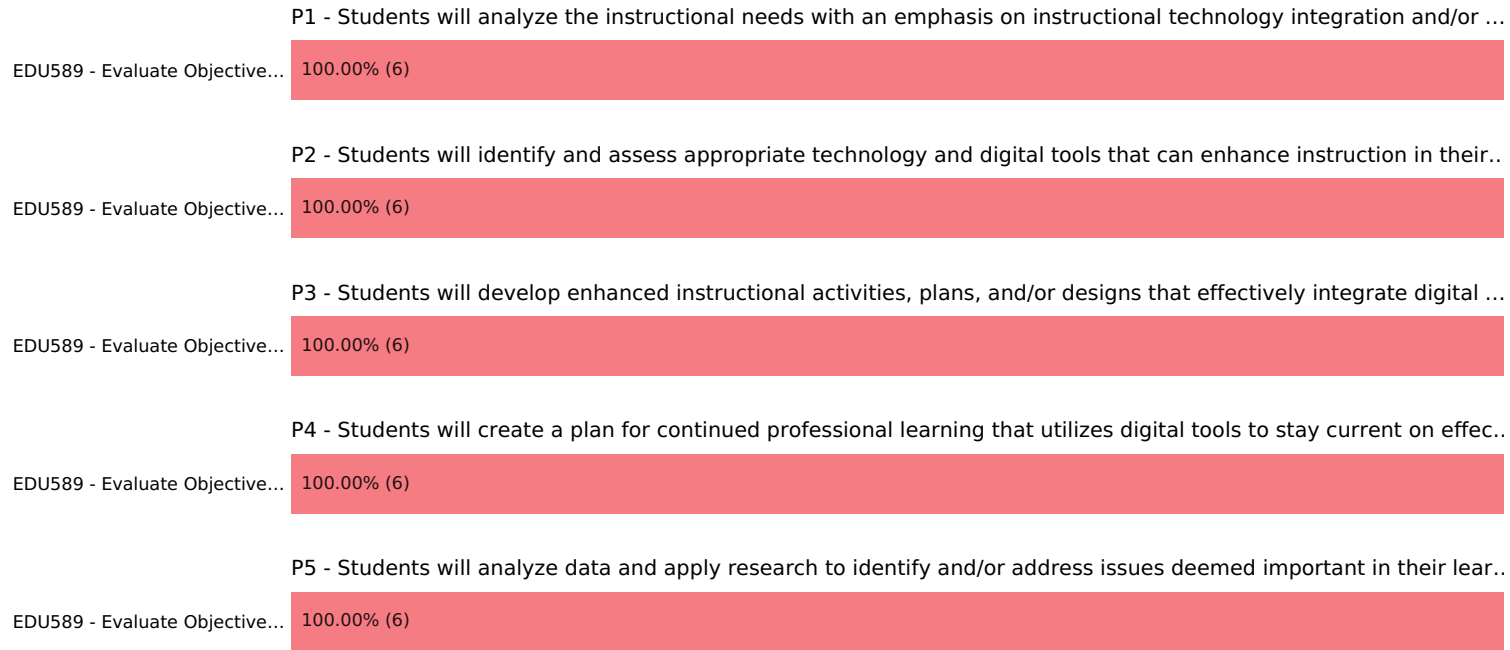 P1 - Students will analyze the instructional needs with an emphasis on instructional technology integration and/or …
EDU589 - Evaluate Objective… 100.00% (6)
P2 - Students will identify and assess appropriate technology and digital tools that can enhance instruction in their…
EDU589 - Evaluate Objective… 100.00% (6)
P3 - Students will develop enhanced instructional activities, plans, and/or designs that effectively integrate digital …
EDU589 - Evaluate Objective… 100.00% (6)
P4 - Students will create a plan for continued professional learning that utilizes digital tools to stay current on effec…
EDU589 - Evaluate Objective… 100.00% (6)
P5 - Students will analyze data and apply research to identify and/or address issues deemed important in their lear…
EDU589 - Evaluate Objective… 100.00% (6)